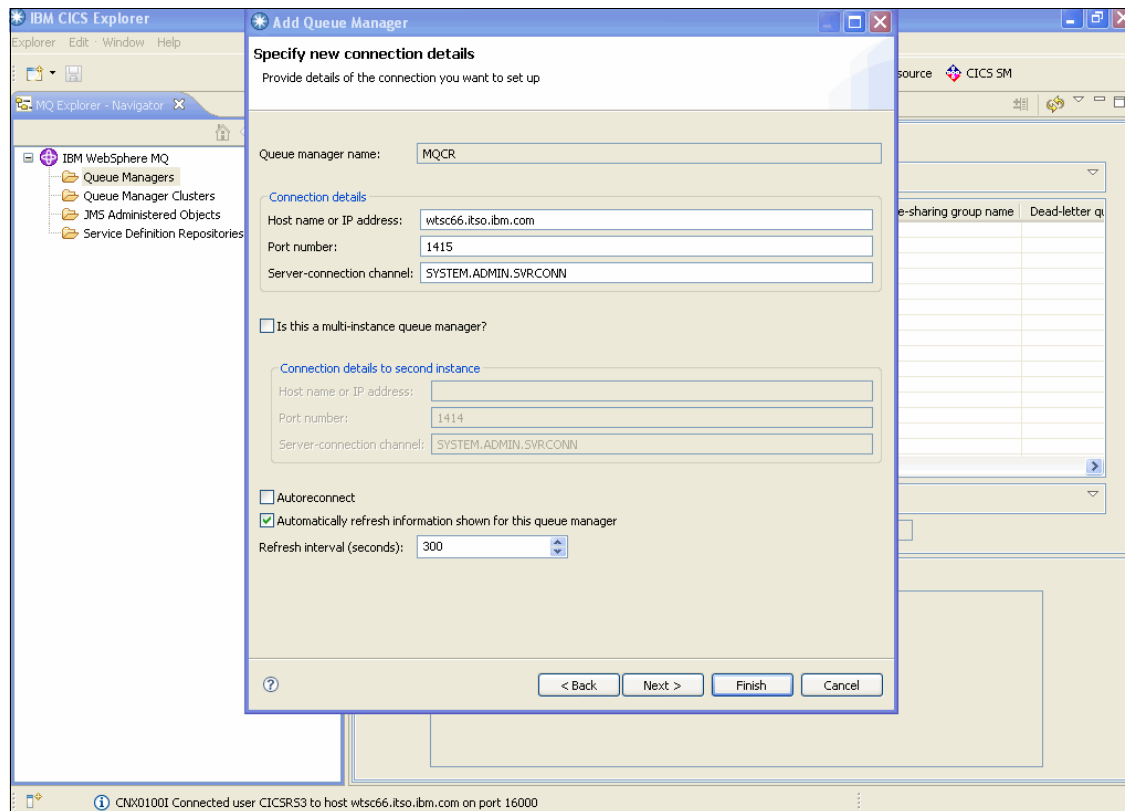 IBM CICS Explorer
Explorer Edit Window Help
MQ Explorer - Navigator
IBM WebSphere MQ
Queue Managers
Queue Manager Clusters
JMS Administered Objects
Service Definition Repositories
Add Queue Manager
Specify new connection details
Provide details of the connection you want to set up
Queue manager name: MQCR
Connection details
Host name or IP address: wtsc66.itso.ibm.com
Port number: 1415
Server-connection channel: SYSTEM.ADMIN.SVRCONN
Is this a multi-instance queue manager?
Connection details to second instance
Host name or IP address:
Port number: 1414
Server-connection channel: SYSTEM.ADMIN.SVRCONN
Autoreconnect
Automatically refresh information shown for this queue manager
Refresh interval (seconds): 300
< Back Next > Finish Cancel
source CICS SM
e-sharing group name Dead-letter qu
CNX0100I Connected user CICSRS3 to host wtsc66.itso.ibm.com on port 16000